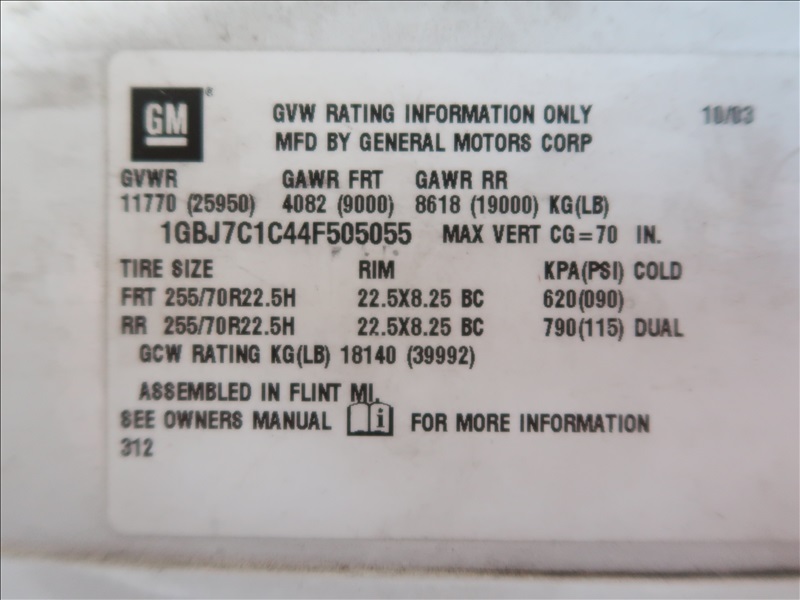 GM®
GVW RATING INFORMATION ONLY 10/03
MFD BY GENERAL MOTORS CORP
GVWR GAWR FRT GAWR RR
11770 (25950) 4082 (9000) 8618 (19000) KG(LB)
1GBJ7C1C44F505055 MAX VERT CG=70 IN.
TIRE SIZE RIM KPA(PSI) COLD
FRT 255/70R22.5H 22.5X8.25 BC 620(090)
RR 255/70R22.5H 22.5X8.25 BC 790(115) DUAL
GCW RATING KG(LB) 18140 (39992)
ASSEMBLED IN FLINT MI.
SEE OWNERS MANUAL i FOR MORE INFORMATION
312